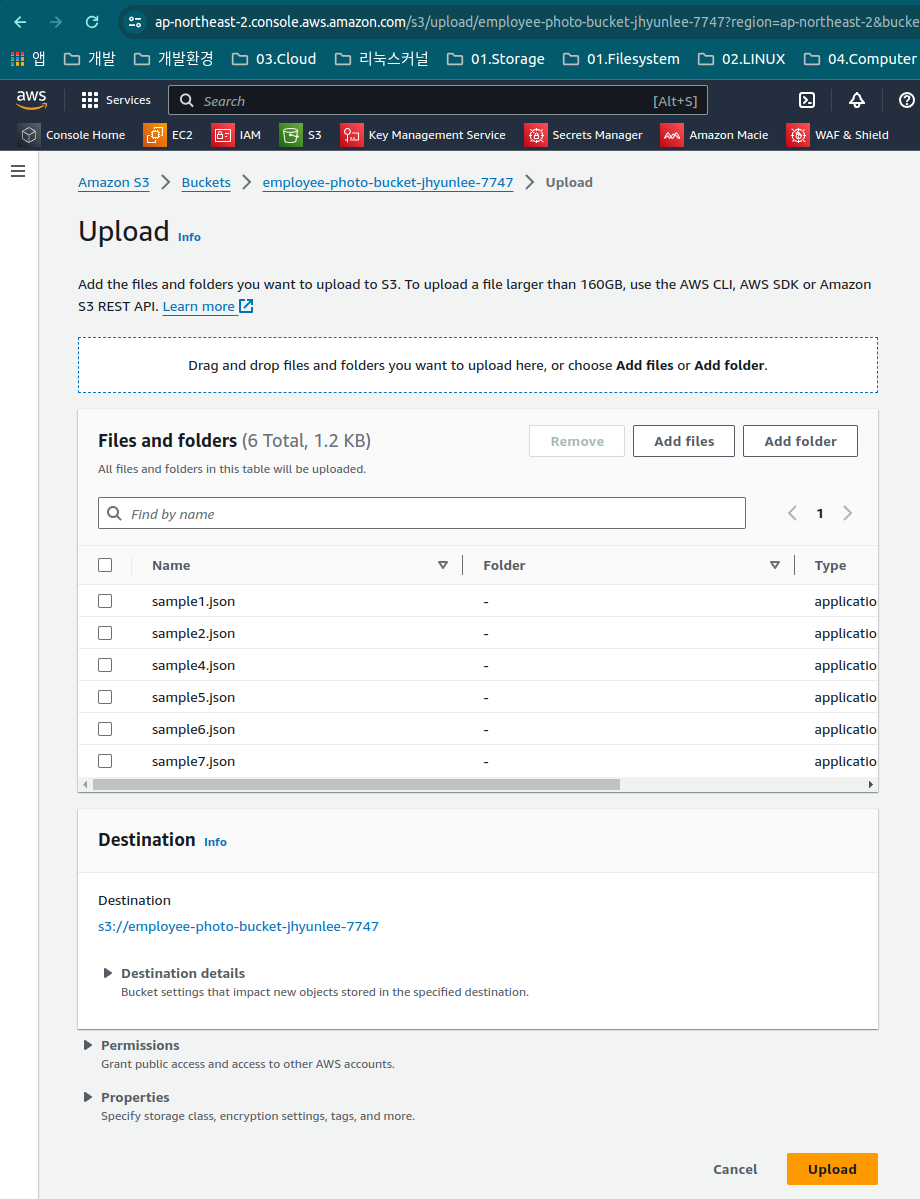 ap-northeast-2.console.aws.amazon.com/s3/upload/employee-photo-bucket-jhyunlee-7747?region=ap-northeast-2&bucke
앱 개발 개발환경 03.Cloud 리눅스커널 01.Storage 01.Filesystem 02.LINUX 04.Computer
aws Services Search [Alt+S]
Console Home EC2 IAM S3 Key Management Service Secrets Manager Amazon Macie WAF & Shield
Amazon S3 Buckets employee-photo-bucket-jhyunlee-7747 Upload
Upload Info
Add the files and folders you want to upload to S3. To upload a file larger than 160GB, use the AWS CLI, AWS SDK or Amazon
S3 REST API. Learn more
Drag and drop files and folders you want to upload here, or choose Add files or Add folder.
Files and folders (6 Total, 1.2 KB) Remove Add files Add folder
All files and folders in this table will be uploaded.
Find by name 1
Name Folder Type
sample1.json - applicatio
sample2.json - applicatio
sample4.json - applicatio
sample5.json - applicatio
sample6.json - applicatio
sample7.json - applicatio
Destination Info
Destination
s3://employee-photo-bucket-jhyunlee-7747
Destination details
Bucket settings that impact new objects stored in the specified destination.
Permissions
Grant public access and access to other AWS accounts.
Properties
Specify storage class, encryption settings, tags, and more.
Cancel Upload